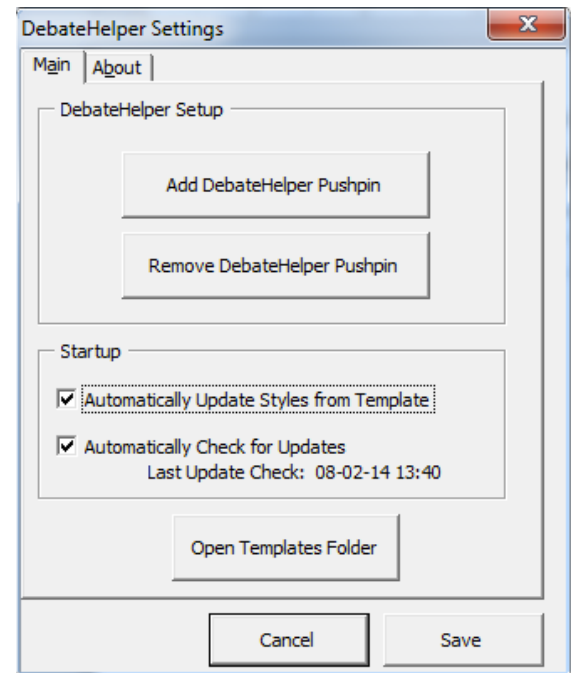 DebateHelper Settings
Main About
DebateHelper Setup
Add DebateHelper Pushpin
Remove DebateHelper Pushpin
Startup
Automatically Update Styles from Template
Automatically Check for Updates
Last Update Check: 08-02-14 13:40
Open Templates Folder
Cancel Save